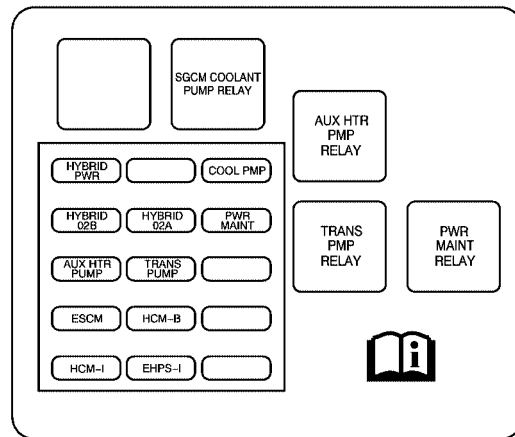 SGCM COOLANT
PUMP RELAY
AUX HTR
PMP
RELAY
HYBRID
PWR
COOL PMP
HYBRID
02B
HYBRID
02A
PWR
MAINT
TRANS
PMP
RELAY
PWR
MAINT
RELAY
AUX HTR
PUMP
TRANS
PUMP
ESCM
HCM-B
HCM-I
EHPS-I
i